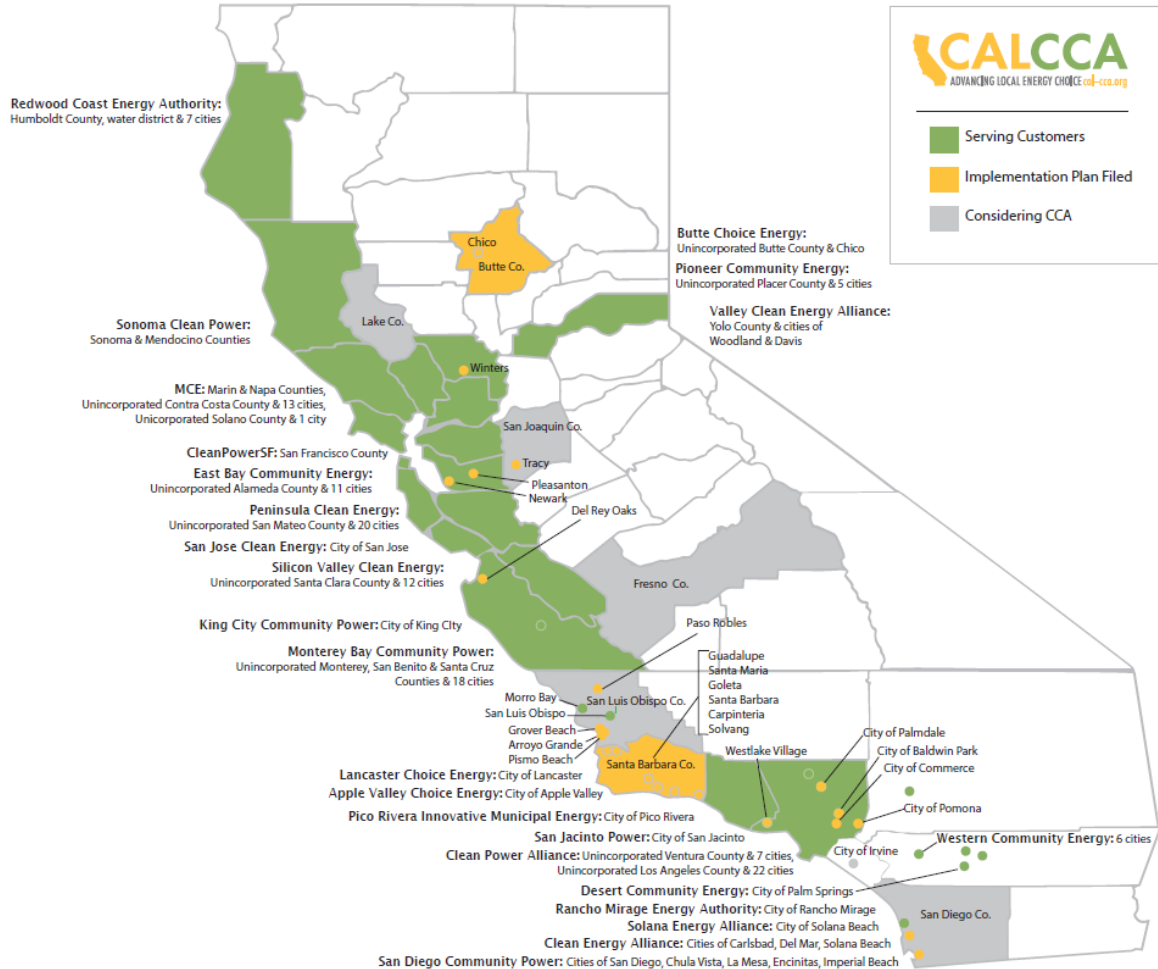 CALCCA
ADVANCING LOCAL ENERGY CHOICE cal-cca.org
Serving Customers
Implementation Plan Filed
Considering CCA
Redwood Coast Energy Authority:
Humboldt County, water district & 7 cities
Chico
Butte Co.
Butte Choice Energy:
Unincorporated Butte County & Chico
Pioneer Community Energy:
Unincorporated Placer County & 5 cities
Valley Clean Energy Alliance:
Yolo County & cities of
Woodland & Davis
Lake Co.
Sonoma Clean Power:
Sonoma & Mendocino Counties
Winters
MCE: Marin & Napa Counties,
Unincorporated Contra Costa County & 13 cities,
Unicorporated Solano County & 1 city
San Joaquin Co.
Tracy
CleanPowerSF: San Francisco County
East Bay Community Energy:
Unincorporated Alameda County & 11 cities
Pleasanton
Newark
Peninsula Clean Energy:
Unincorporated San Mateo County & 20 cities
Del Rey Oaks
San Jose Clean Energy: City of San Jose
Silicon Valley Clean Energy:
Unincorporated Santa Clara County & 12 cities
Fresno Co.
King City Community Power: City of King CIty
Paso Robles
Monterey Bay Community Power:
Unincorporated Monterey, San Benito & Santa Cruz
Counties & 18 cities
Guadalupe
Santa Maria
Goleta
Santa Barbara
Carpinteria
Solvang
Morro Bay
San Luis Obispo Co.
San Luis Obispo
Grover Beach
Arroyo Grande
Pismo Beach
Santa Barbara Co.
Westlake Village
City of Palmdale
City of Baldwin Park
City of Commerce
City of Pomona
Lancaster Choice Energy: City of Lancaster
Apple Valley Choice Energy: City of Apple Valley
Pico Rivera Innovative Municipal Energy: City of Pico Rivera
San Jacinto Power: City of San Jacinto
Western Community Energy: 6 cities
City of Irvine
Clean Power Alliance: Unincorporated Ventura County & 7 cities,
Unincorporated Los Angeles County & 22 cities
Desert Community Energy: City of Palm Springs
Rancho Mirage Energy Authority: City of Rancho Mirage
San Diego Co.
Solana Energy Alliance: City of Solana Beach
Clean Energy Alliance: Cities of Carlsbad, Del Mar, Solana Beach
San Diego Community Power: Cities of San Diego, Chula Vista, La Mesa, Encinitas, Imperial Beach